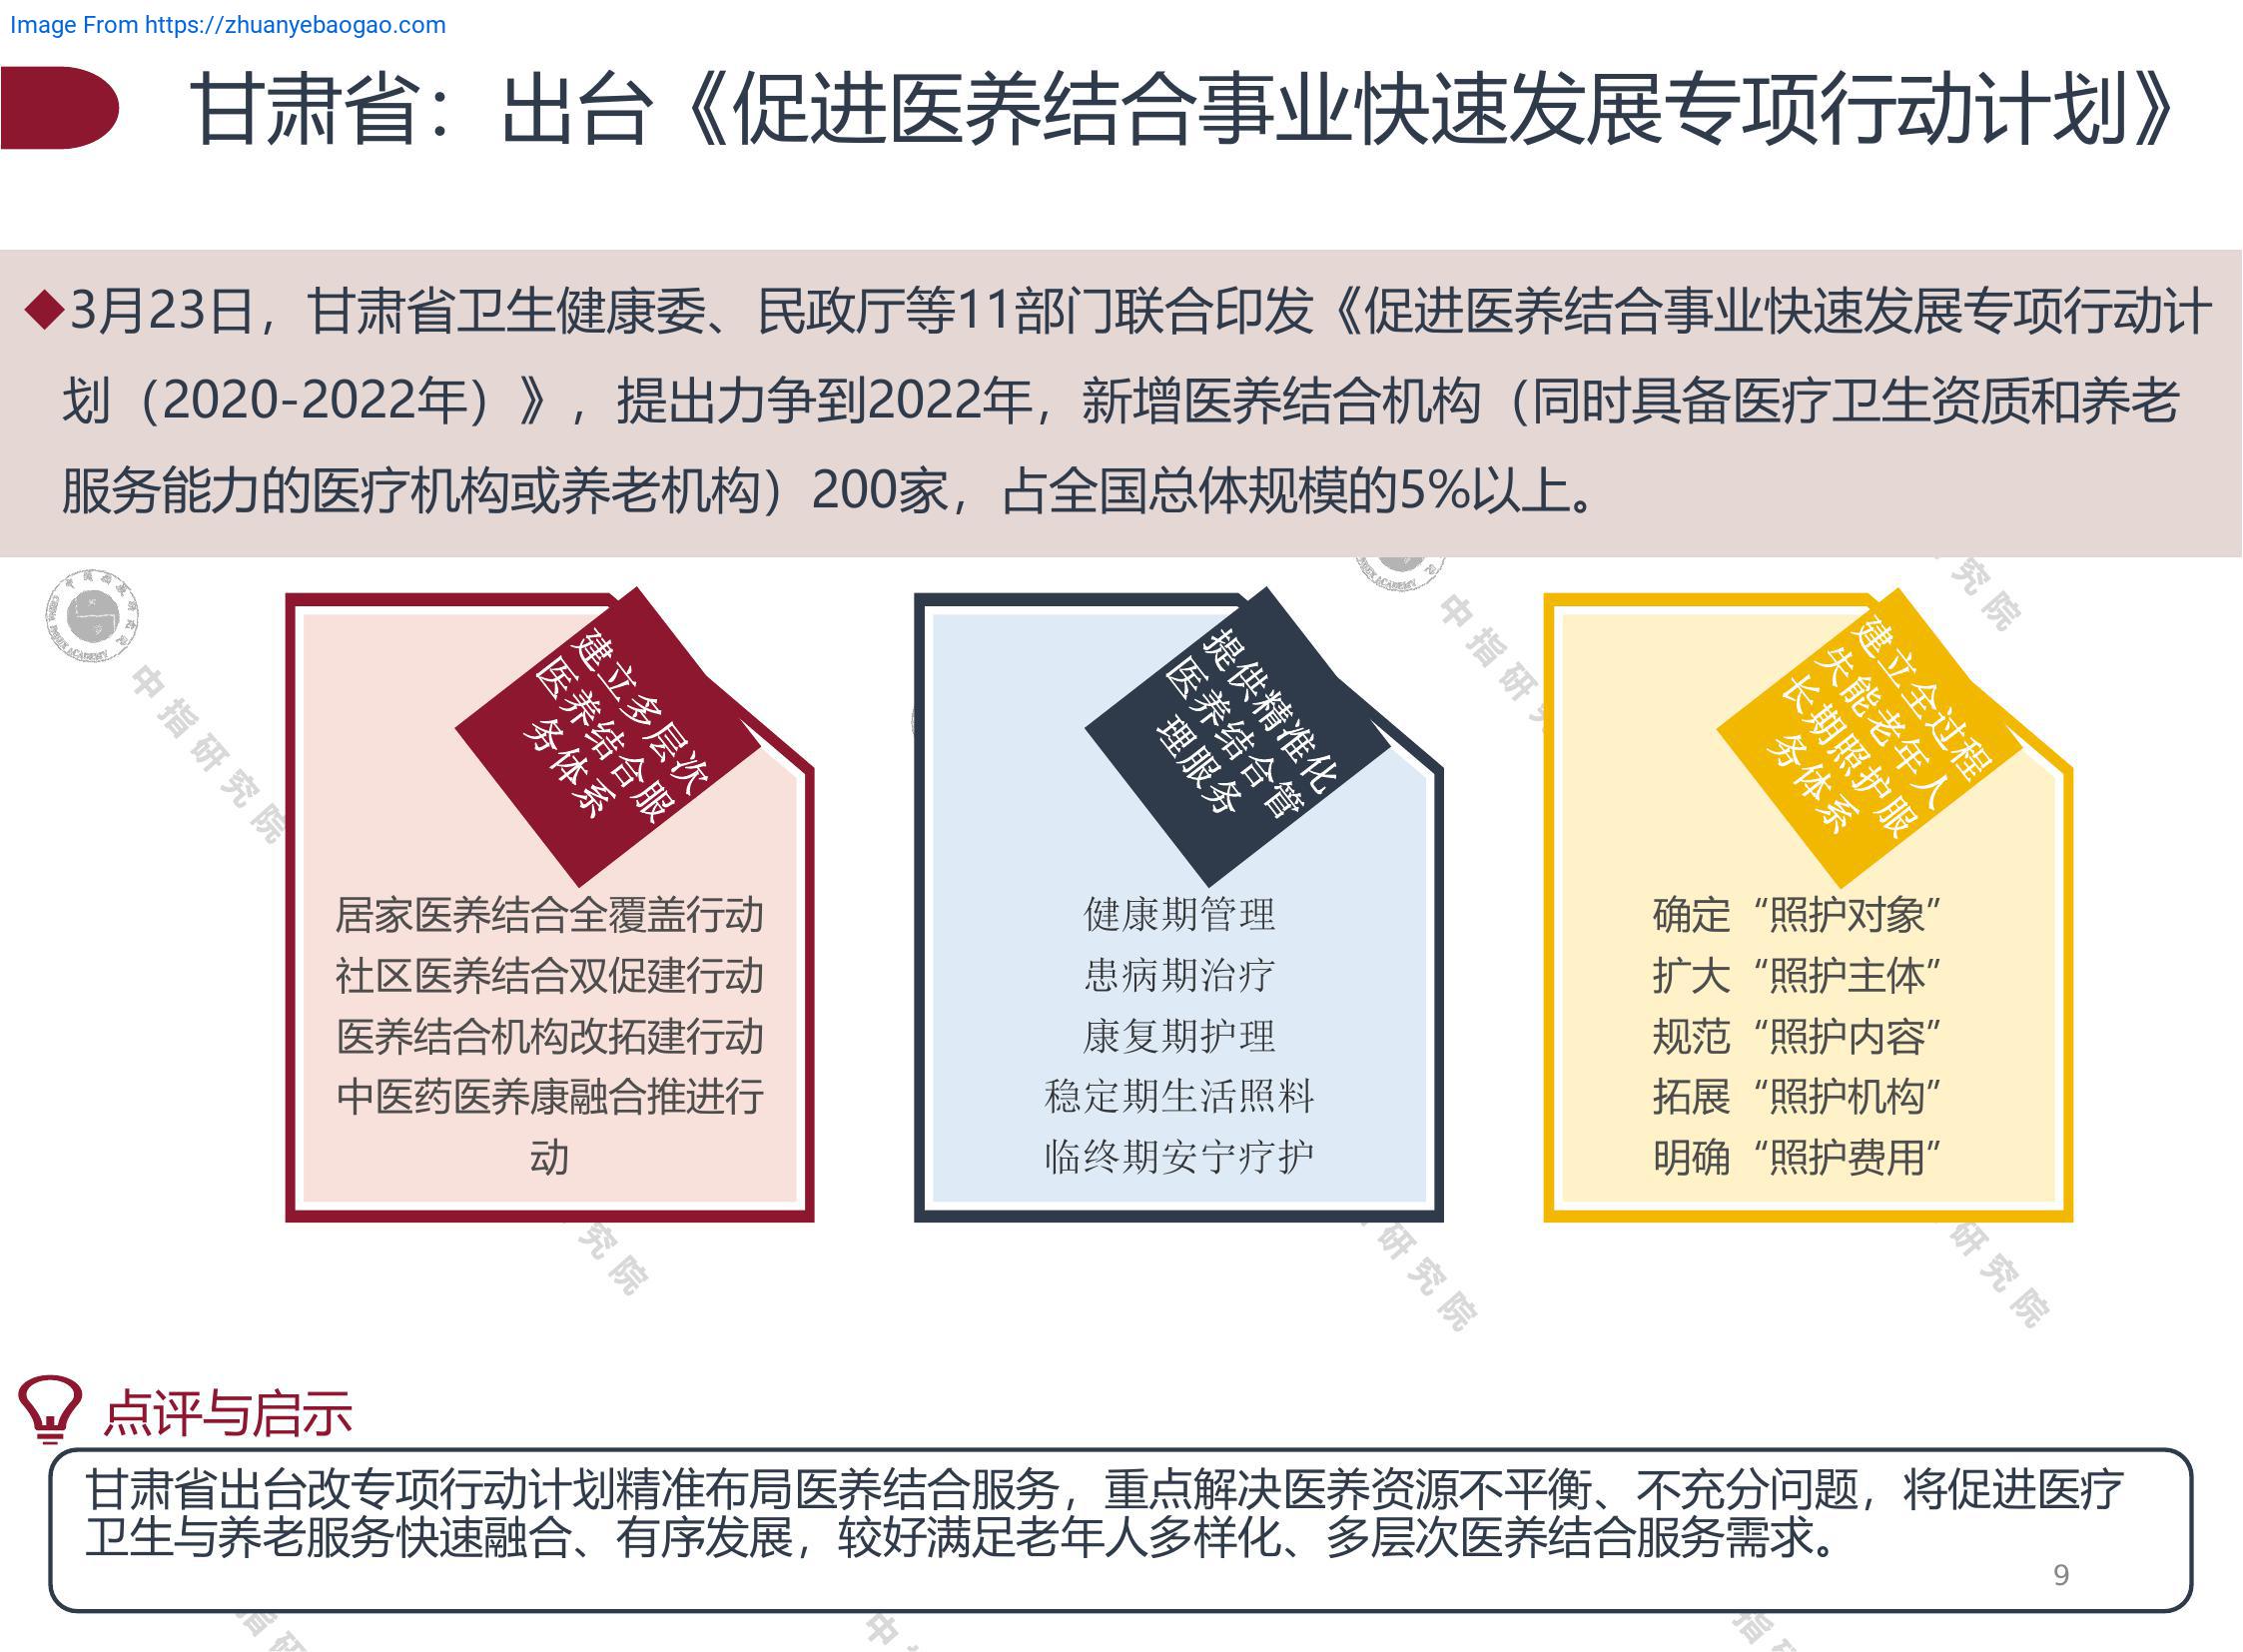 Image From https://zhuanyebaogao.com
甘肃省：出台《促进医养结合事业快速发展专项行动计划》
◆3月23日，甘肃省卫生健康委、民政厅等11部门联合印发《促进医养结合事业快速发展专项行动计
划（2020-2022年）》，提出力争到2022年，新增医养结合机构（同时具备医疗卫生资质和养老
服务能力的医疗机构或养老机构）200家，占全国总体规模的5%以上。
建立多层次
医养结合服
务体系
居家医养结合全覆盖行动
社区医养结合双促建行动
医养结合机构改拓建行动
中医药医养康融合推进行
动
提供精准化
医养结合管
理服务
健康期管理
患病期治疗
康复期护理
稳定期生活照料
临终期安宁疗护
建立全过程
失能老年人
长期照护服
务体系
确定“照护对象”
扩大“照护主体”
规范“照护内容”
拓展“照护机构”
明确“照护费用”
中指研究院
中指研究
究院
究院
研究院
研究院
点评与启示
甘肃省出台改专项行动计划精准布局医养结合服务，重点解决医养资源不平衡、不充分问题，将促进医疗
卫生与养老服务快速融合、有序发展，较好满足老年人多样化、多层次医养结合服务需求。
9